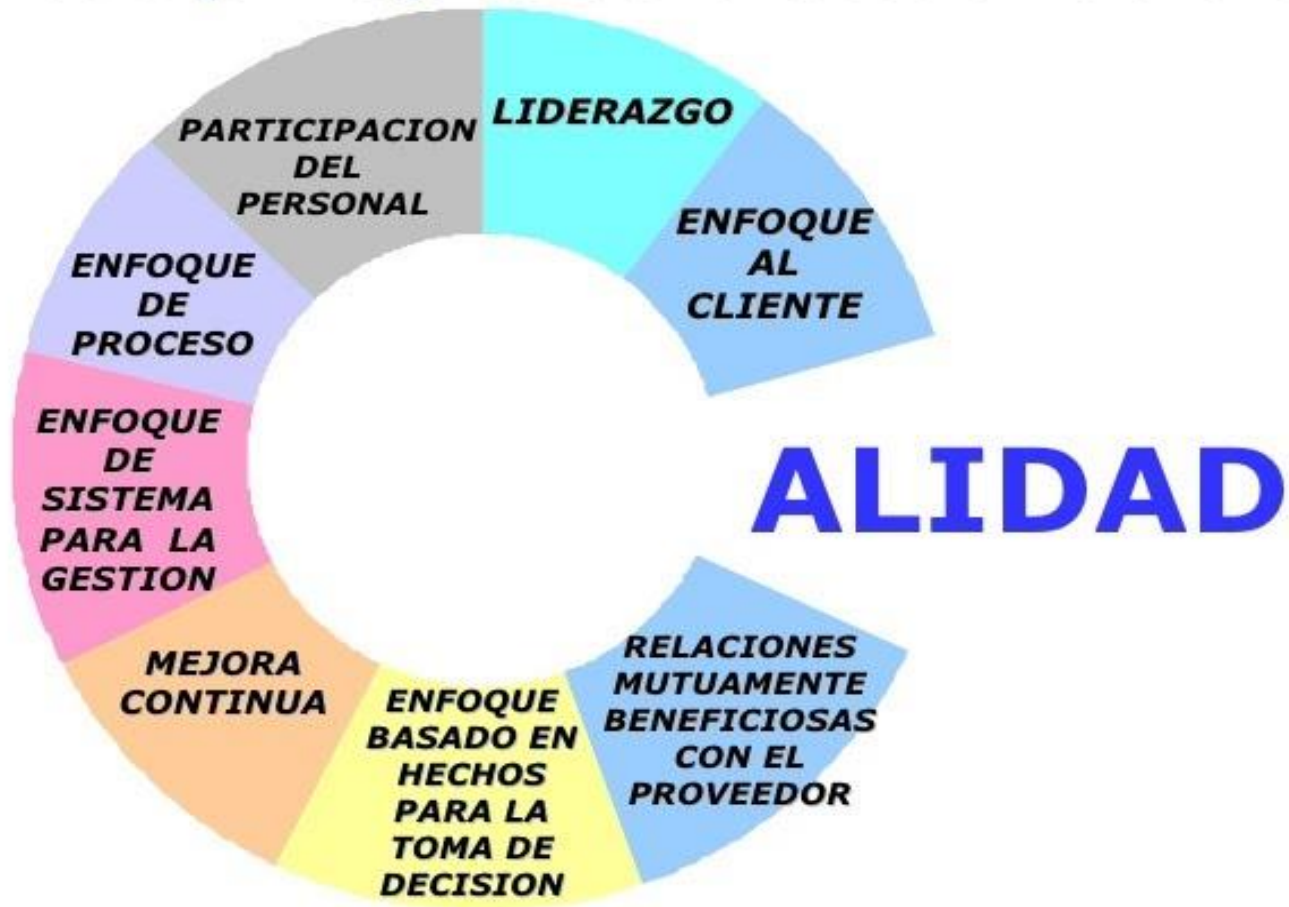 LIDERAZGO
ENFOQUE
AL
CLIENTE
PARTICIPACION
DEL
PERSONAL
ENFOQUE
DE
PROCESO
ENFOQUE
DE
SISTEMA
PARA LA
GESTION
MEJORA
CONTINUA
ENFOQUE
BASADO EN
HECHOS
PARA LA
TOMA DE
DECISION
RELACIONES
MUTUAMENTE
BENEFICIOSAS
CON EL
PROVEEDOR
ALIDAD